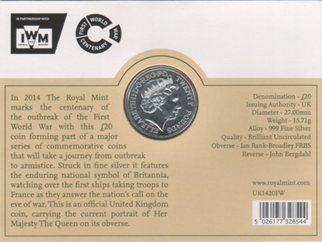 IN PARTNERSHIP WITH
IWM
FIRST WORLD WAR CENTENARY
In 2014 The Royal Mint
marks the centenary of
the outbreak of the First
World War with this £20
coin forming part of a major
series of commemorative coins
that will take a journey from outbreak
to armistice. Struck in fine silver it features
the enduring national symbol of Britannia,
watching over the first ships taking troops to
France as they answer the nation's call on the
eve of war. This is an official United Kingdom
coin, carrying the current portrait of Her
Majesty The Queen on its obverse.
ELIZABETH II D G REG F D TWENTY POUNDS
Denomination - £20
Issuing Authority - UK
Diameter - 27.00mm
Weight - 15.71g
Alloy - 999 Fine Silver
Quality - Brilliant Uncirculated
Obverse - Ian Rank-Broadley FRBS
Reverse - John Bergdahl
www.royalmint.com
UK1420FW
5 026177 328544